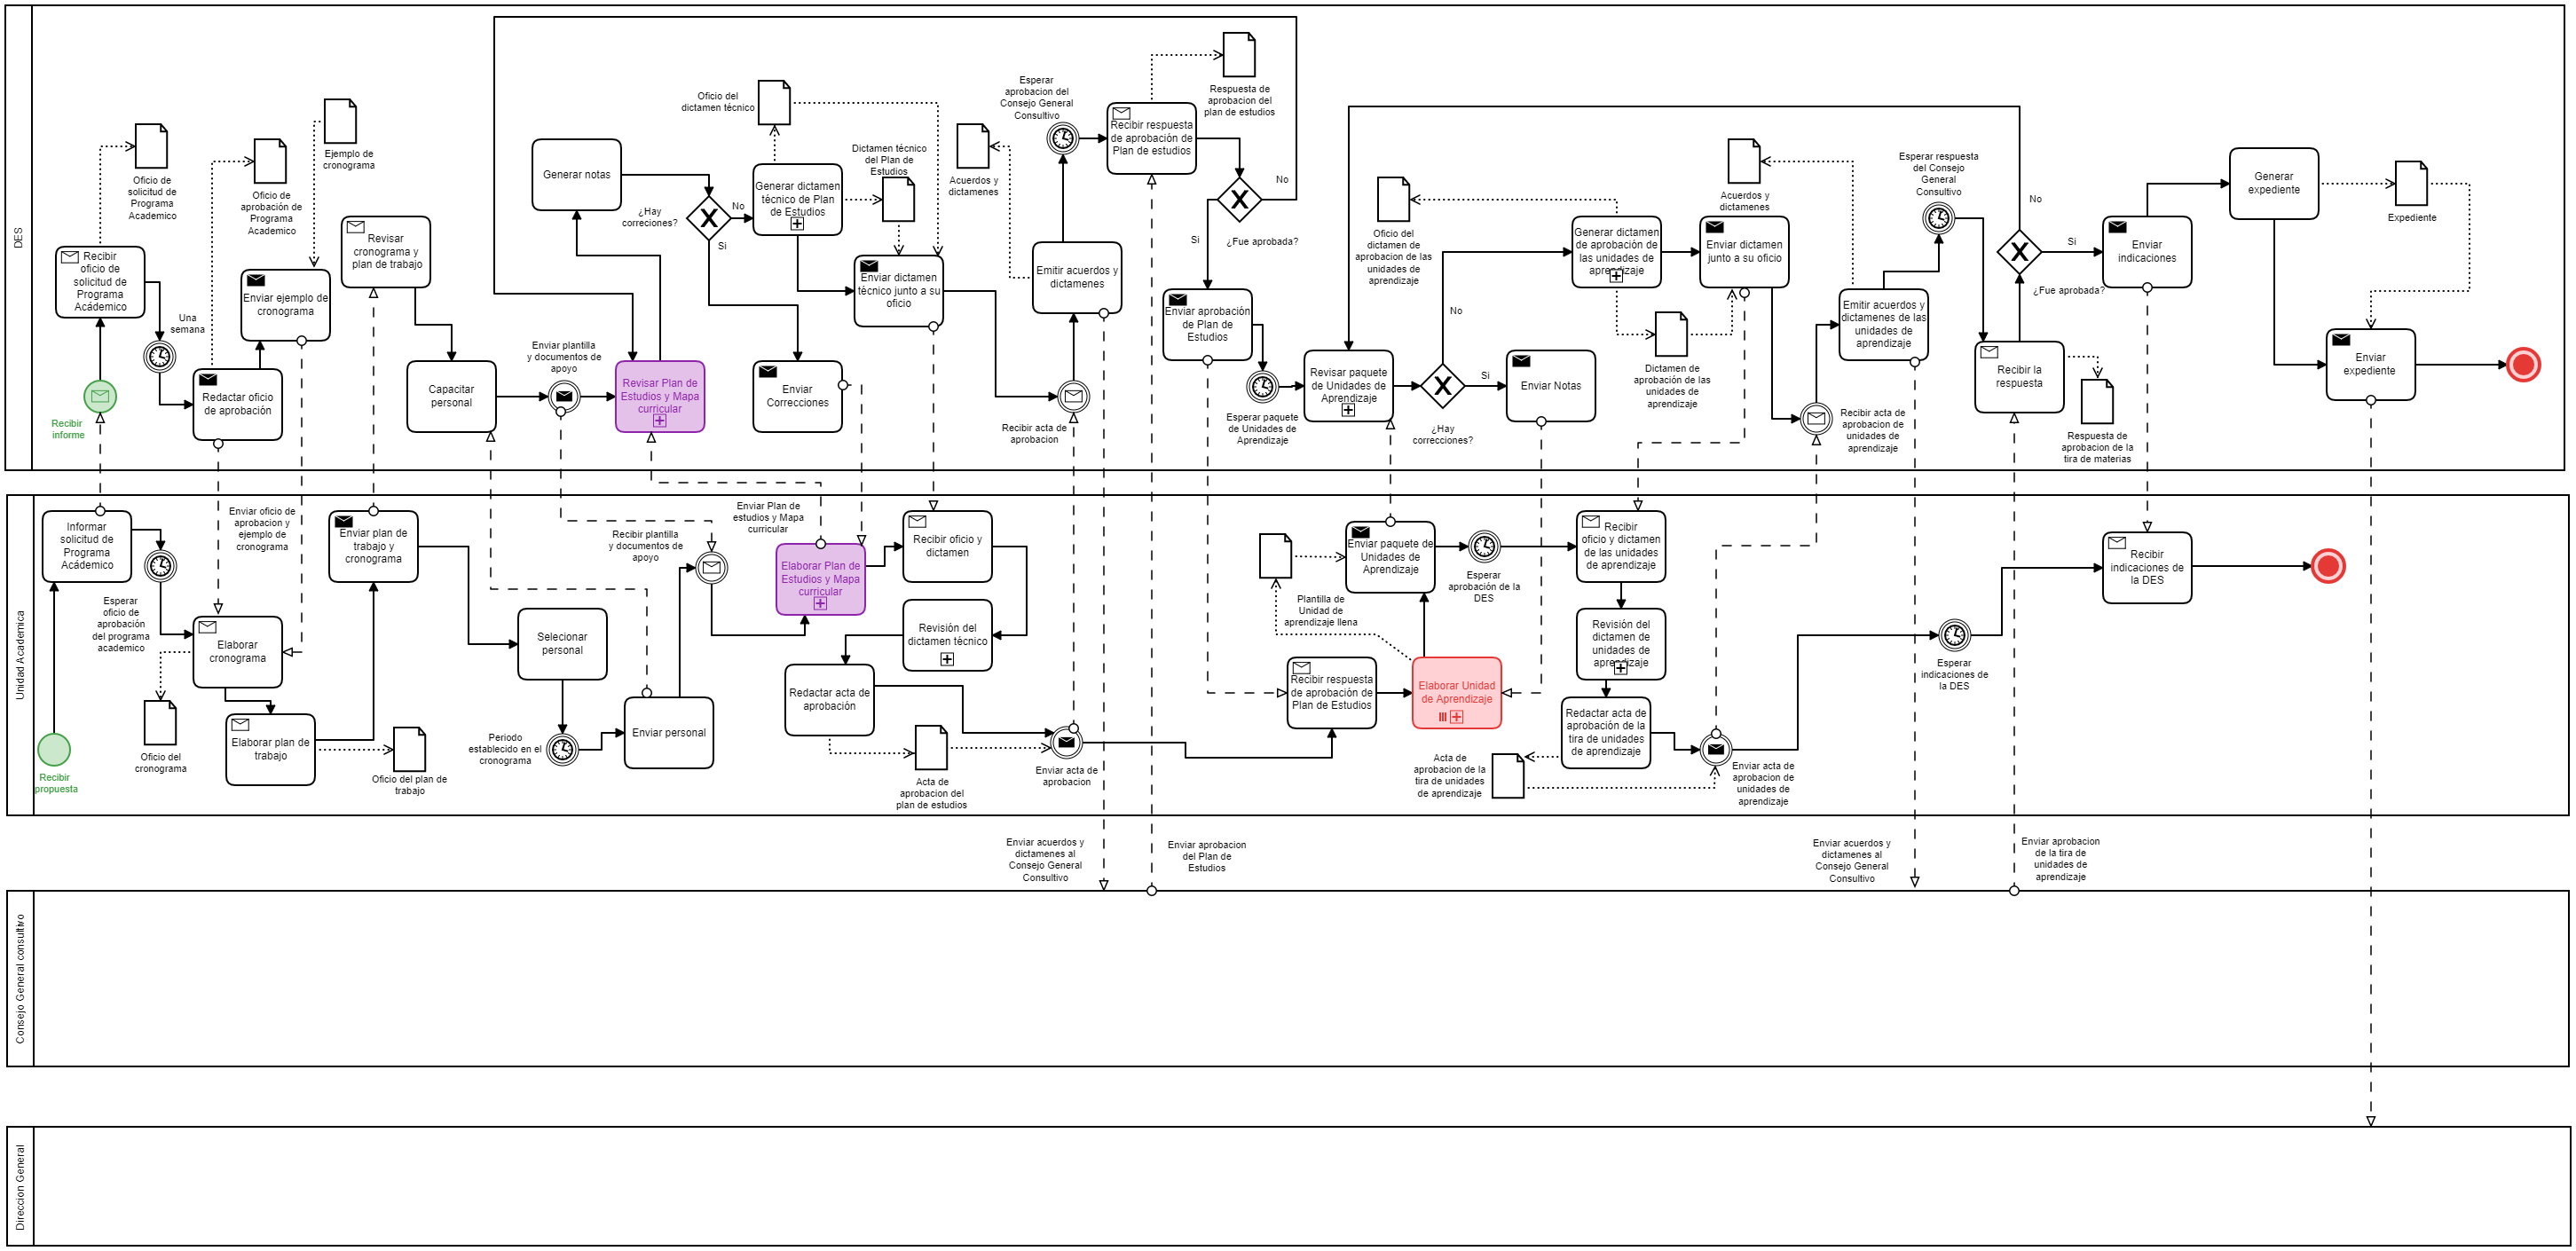 DES
Oficio de
solicitud de
Programa
Academico
Oficio de
aprobación de
Programa
Academico
Ejemplo de
cronograma
Recibir
oficio de
solicitud de
Programa
Acádemico
Una
semana
Recibir
informe
Redactar oficio
de aprobación
Enviar ejemplo de
cronograma
Revisar
cronograma y
plan de trabajo
Capacitar
personal
Enviar plantilla
y documentos de
apoyo
Revisar Plan de
Estudios y Mapa
curricular
Generar notas
¿Hay
correciones?
No
Si
Oficio del
dictamen técnico
Generar dictamen
técnico de Plan
de Estudios
Dictamen técnico
del Plan de
Estudios
Enviar
Correcciones
Enviar dictamen
técnico junto a su
oficio
Acuerdos y
dictamenes
Esperar
aprobacion del
Consejo General
Consultivo
Emitir acuerdos y
dictamenes
Recibir acta de
aprobacion
Recibir respuesta
de aprobación de
Plan de estudios
Respuesta de
aprobacion del
plan de estudios
No
Si
¿Fue aprobada?
Enviar aprobación
de Plan de
Estudios
Esperar paquete
de Unidades de
Aprendizaje
Revisar paquete
de Unidades de
Aprendizaje
¿Hay
correcciones?
No
Si
Enviar Notas
Oficio del
dictamen de
aprobacion de las
unidades de
aprendizaje
Generar dictamen
de aprobación de
las unidades de
aprendizaje
Dictamen de
aprobación de las
unidades de
aprendizaje
Enviar dictamen
junto a su oficio
Acuerdos y
dictamenes
Recibir acta de
aprobacion de
unidades de
aprendizaje
Emitir acuerdos y
dictamenes de las
unidades de
aprendizaje
Esperar respuesta
del Consejo
General
Consultivo
Recibir la
respuesta
Respuesta de
aprobacion de la
tira de materias
No
Si
¿Fue aprobada?
Enviar
indicaciones
Generar
expediente
Expediente
Enviar
expediente
Unidad Academica
Informar
solicitud de
Programa
Acádemico
Recibir
propuesta
Esperar
oficio de
aprobación
del programa
academico
Elaborar
cronograma
Oficio del
cronograma
Enviar oficio de
aprobacion y
ejemplo de
cronograma
Elaborar plan de
trabajo
Oficio del plan de
trabajo
Enviar plan de
trabajo y
cronograma
Selecionar
personal
Periodo
establecido en el
cronograma
Enviar personal
Recibir plantilla
y documentos de
apoyo
Enviar Plan de
estudios y Mapa
curricular
Elaborar Plan de
Estudios y Mapa
curricular
Recibir oficio y
dictamen
Revisión del
dictamen técnico
Redactar acta de
aprobación
Acta de
aprobacion del
plan de estudios
Enviar acta de
aprobacion
Recibir respuesta
de aprobación de
Plan de Estudios
Plantilla de
Unidad de
aprendizaje llena
Elaborar Unidad
de Aprendizaje
Enviar paquete de
Unidades de
Aprendizaje
Esperar
aprobación de la
DES
Recibir
oficio y dictamen
de las unidades
de aprendizaje
Revisión del
dictamen de
unidades de
aprendizaje
Redactar acta de
aprobación de la
tira de unidades
de aprendizaje
Acta de
aprobacion de la
tira de unidades
de aprendizaje
Enviar acta de
aprobacion de
unidades de
aprendizaje
Esperar
indicaciones de
la DES
Recibir
indicaciones de
la DES
Enviar acuerdos y
dictamenes al
Consejo General
Consultivo
Enviar aprobacion
del Plan de
Estudios
Enviar acuerdos y
dictamenes al
Consejo General
Consultivo
Enviar aprobacion
de la tira de
unidades de
aprendizaje
Consejo General consultivo
Direccion General